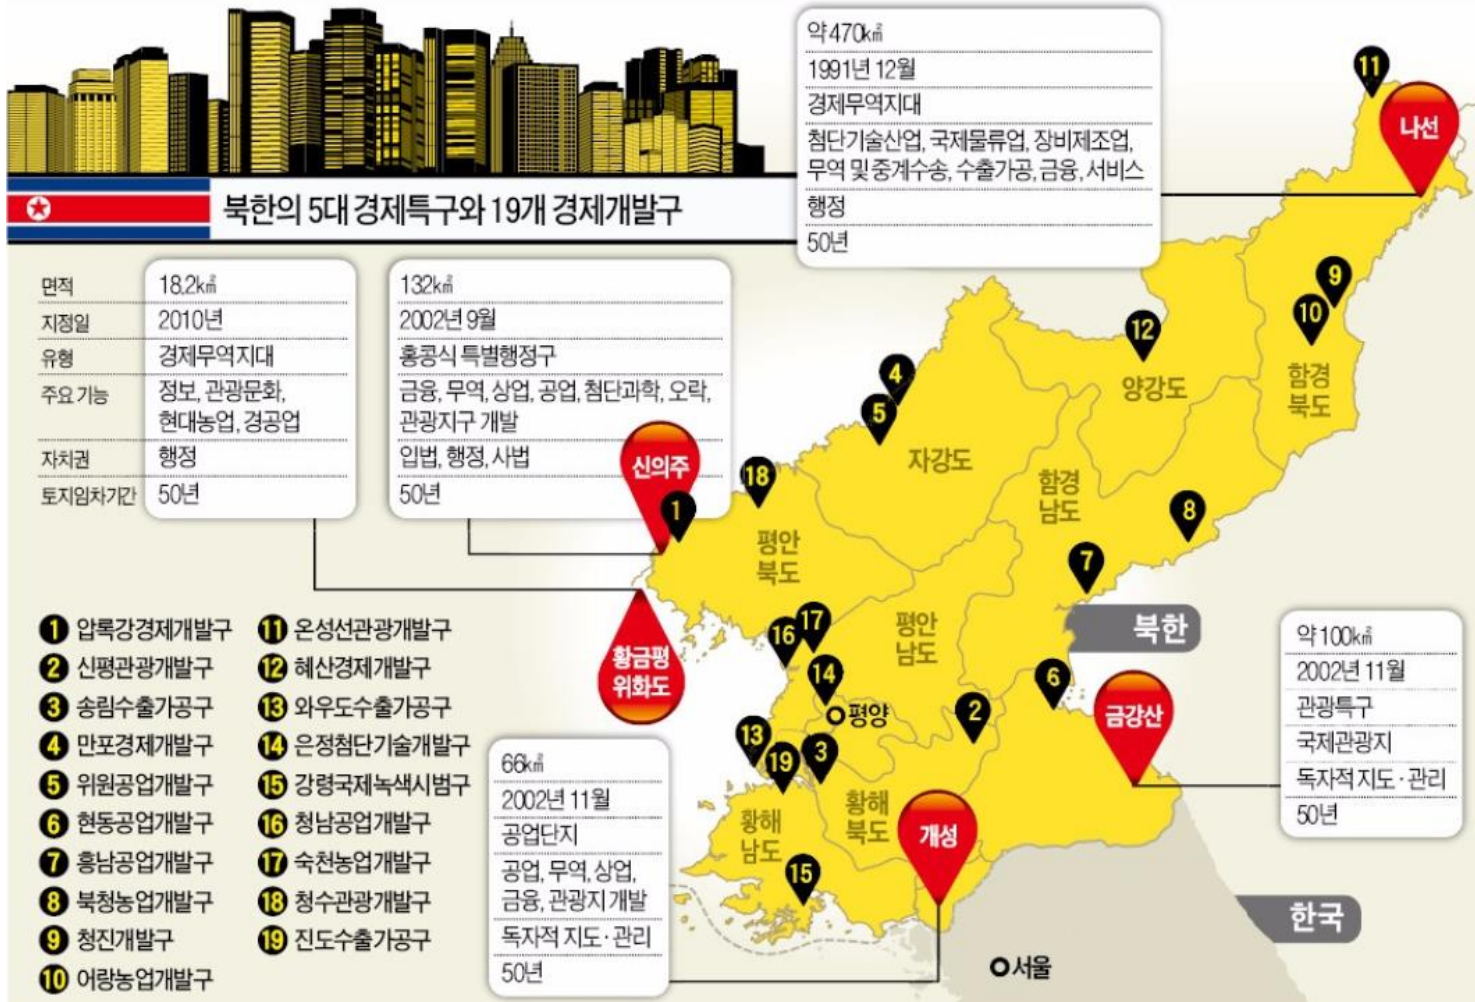 북한의 5대 경제특구와 19개 경제개발구
약 470㎢
1991년 12월
경제무역지대
첨단기술산업, 국제물류업, 장비제조업,
무역 및 중계수송, 수출가공, 금융, 서비스
행정
50년
면적
지정일
유형
주요 기능
자치권
토지임차기간
18.2㎢
2010년
경제무역지대
정보, 관광문화,
현대농업, 경공업
행정
50년
132㎢
2002년 9월
홍콩식 특별행정구
금융, 무역, 상업, 공업, 첨단과학, 오락,
관광지구 개발
입법, 행정, 사법
50년
11
나선
9
10
함경
북도
12
양강도
4
5
자강도
함경
남도
8
7
신의주
1
18
평안
북도
황금평
위화도
북한
평안
남도
17
16
14
평양
6
2
금강산
13
19
3
황해
북도
황해
남도
개성
15
한국
서울
1 압록강경제개발구
2 신평관광개발구
3 송림수출가공구
4 만포경제개발구
5 위원공업개발구
6 현동공업개발구
7 흥남공업개발구
8 북청농업개발구
9 청진개발구
10 어랑농업개발구
11 온성선관광개발구
12 혜산경제개발구
13 와우도수출가공구
14 은정첨단기술개발구
15 강령국제녹색시범구
16 청남공업개발구
17 숙천농업개발구
18 청수관광개발구
19 진도수출가공구
66㎢
2002년 11월
공업단지
공업, 무역, 상업,
금융, 관광지 개발
독자적 지도·관리
50년
약 100㎢
2002년 11월
관광특구
국제관광지
독자적 지도·관리
50년